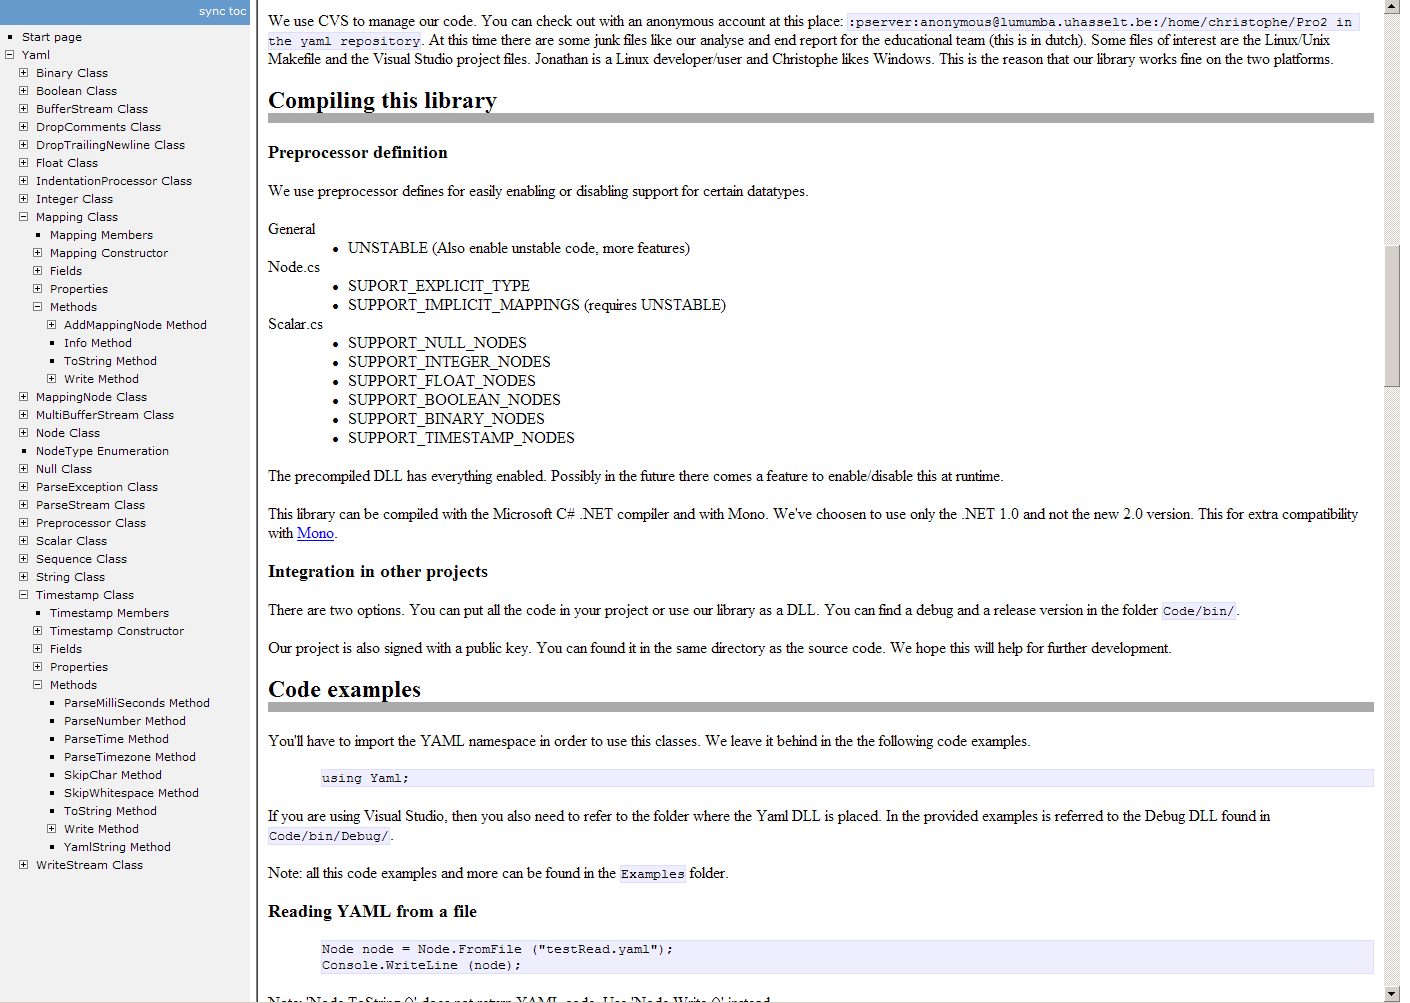 sync toc
Start page
Yaml
Binary Class
Boolean Class
BufferStream Class
DropComments Class
DropTrailingNewline Class
Float Class
IndentationProcessor Class
Integer Class
Mapping Class
Mapping Members
Mapping Constructor
Fields
Properties
Methods
AddMappingNode Method
Info Method
ToString Method
Write Method
MappingNode Class
MultiBufferStream Class
Node Class
NodeType Enumeration
Null Class
ParseException Class
ParseStream Class
Preprocessor Class
Scalar Class
Sequence Class
String Class
Timestamp Class
Timestamp Members
Timestamp Constructor
Fields
Properties
Methods
ParseMilliSeconds Method
ParseNumber Method
ParseTime Method
ParseTimezone Method
SkipChar Method
SkipWhitespace Method
ToString Method
Write Method
YamlString Method
WriteStream Class
We use CVS to manage our code. You can check out with an anonymous account at this place: :pserver:anonymous@lumumba.uhasselt.be:/home/christophe/Pro2 in
the yaml repository. At this time there are some junk files like our analyse and end report for the educational team (this is in dutch). Some files of interest are the Linux/Unix
Makefile and the Visual Studio project files. Jonathan is a Linux developer/user and Christophe likes Windows. This is the reason that our library works fine on the two platforms.
Compiling this library
Preprocessor definition
We use preprocessor defines for easily enabling or disabling support for certain datatypes.
General
• UNSTABLE (Also enable unstable code, more features)
Node.cs
• SUPORT_EXPLICIT_TYPE
• SUPPORT_IMPLICIT_MAPPINGS (requires UNSTABLE)
Scalar.cs
• SUPPORT_NULL_NODES
• SUPPORT_INTEGER_NODES
• SUPPORT_FLOAT_NODES
• SUPPORT_BOOLEAN_NODES
• SUPPORT_BINARY_NODES
• SUPPORT_TIMESTAMP_NODES
The precompiled DLL has everything enabled. Possibly in the future there comes a feature to enable/disable this at runtime.
This library can be compiled with the Microsoft C# .NET compiler and with Mono. We've choosen to use only the .NET 1.0 and not the new 2.0 version. This for extra compatibility
with Mono.
Integration in other projects
There are two options. You can put all the code in your project or use our library as a DLL. You can find a debug and a release version in the folder Code/bin/.
Our project is also signed with a public key. You can found it in the same directory as the source code. We hope this will help for further development.
Code examples
You'll have to import the YAML namespace in order to use this classes. We leave it behind in the the following code examples.
using Yaml;
If you are using Visual Studio, then you also need to refer to the folder where the Yaml DLL is placed. In the provided examples is referred to the Debug DLL found in
Code/bin/Debug/.
Note: all this code examples and more can be found in the Examples folder.
Reading YAML from a file
Node node = Node.FromFile ("testRead.yaml");
Console.WriteLine (node);
Note: 'Node.ToString ()' does not return YAML code. Use 'Node.Write ()' instead.